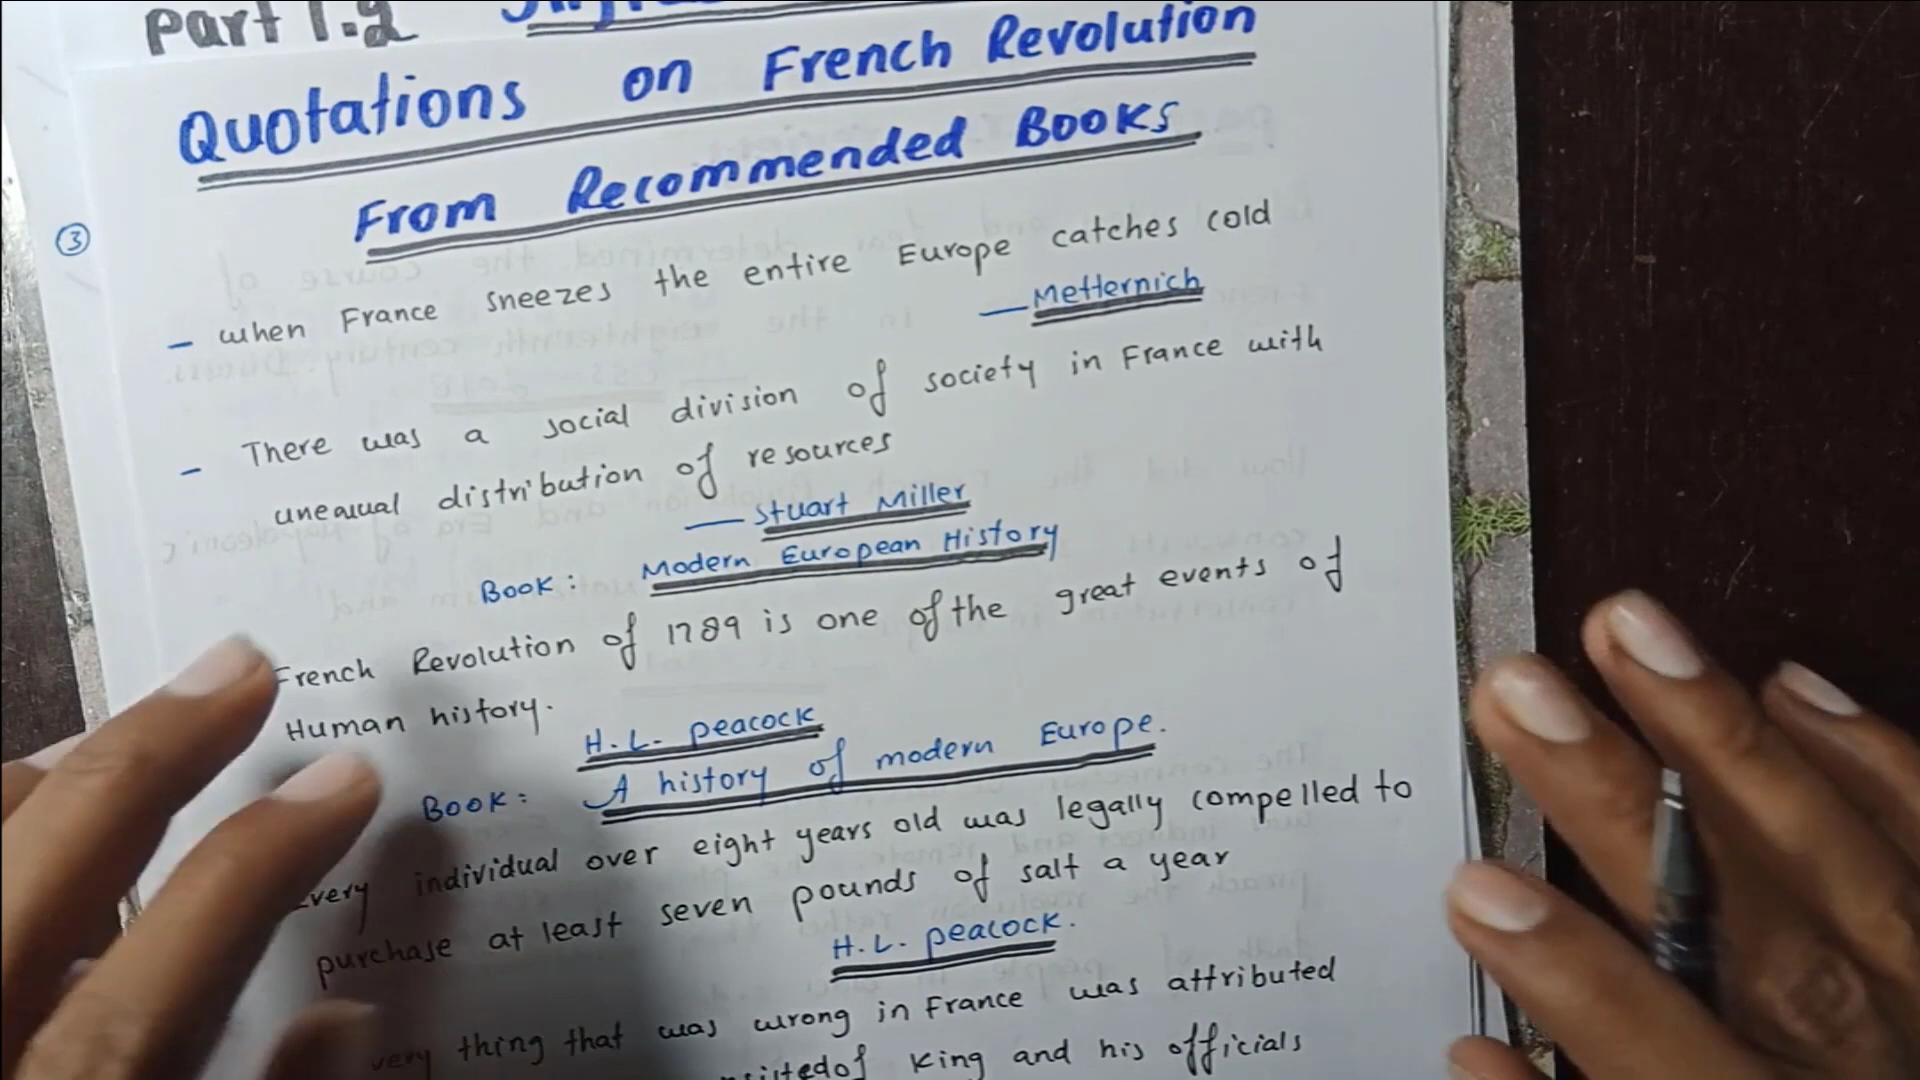 Part 1.2
Quotations on French Revolution
From Recommended Books
3
- when France sneezes the entire Europe catches cold
— Metternich
- There was a social division of society in France with
unequal distribution of resources
— Stuart Miller
Book: Modern European History
French Revolution of 1789 is one of the great events of
Human history.
H.L. peacock
Book: A history of modern Europe.
every individual over eight years old was legally compelled to
purchase at least seven pounds of salt a year
H.L. peacock.
very thing that was wrong in France was attributed
of king and his officials